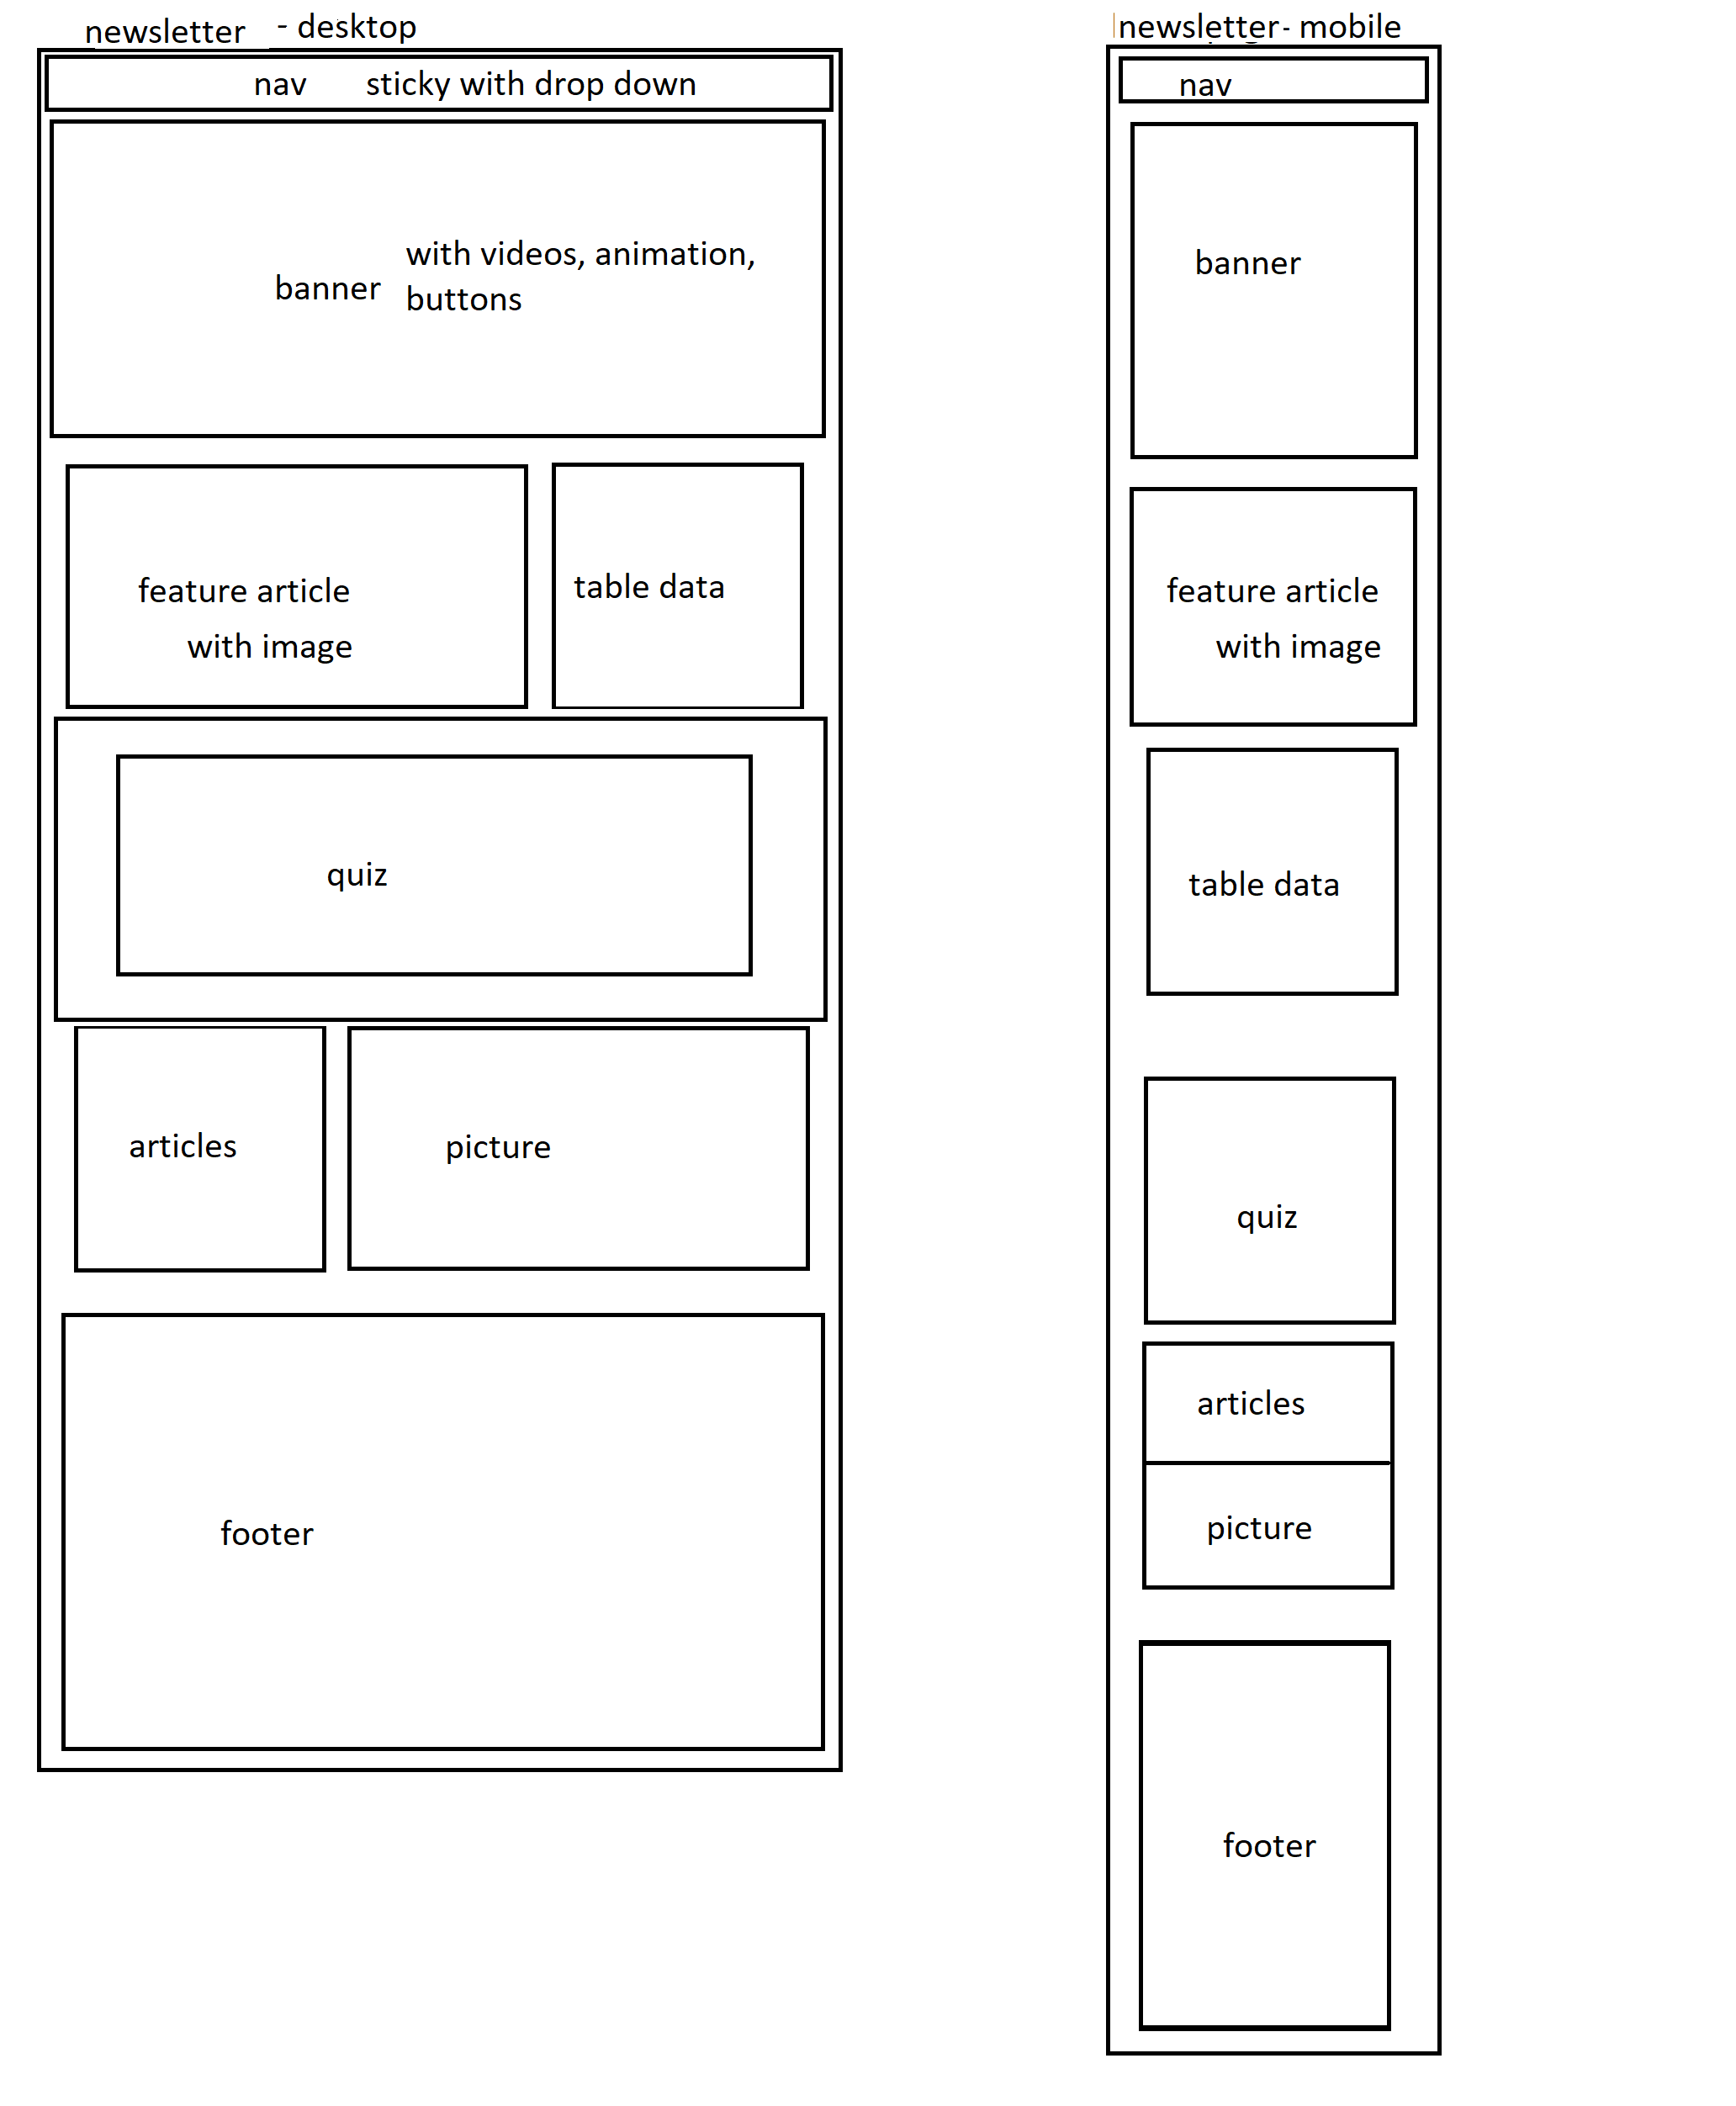 newsletter - desktop
nav sticky with drop down
banner with videos, animation,
buttons
feature article
with image
table data
quiz
articles
picture
footer
newsletter - mobile
nav
banner
feature article
with image
table data
quiz
articles
picture
footer